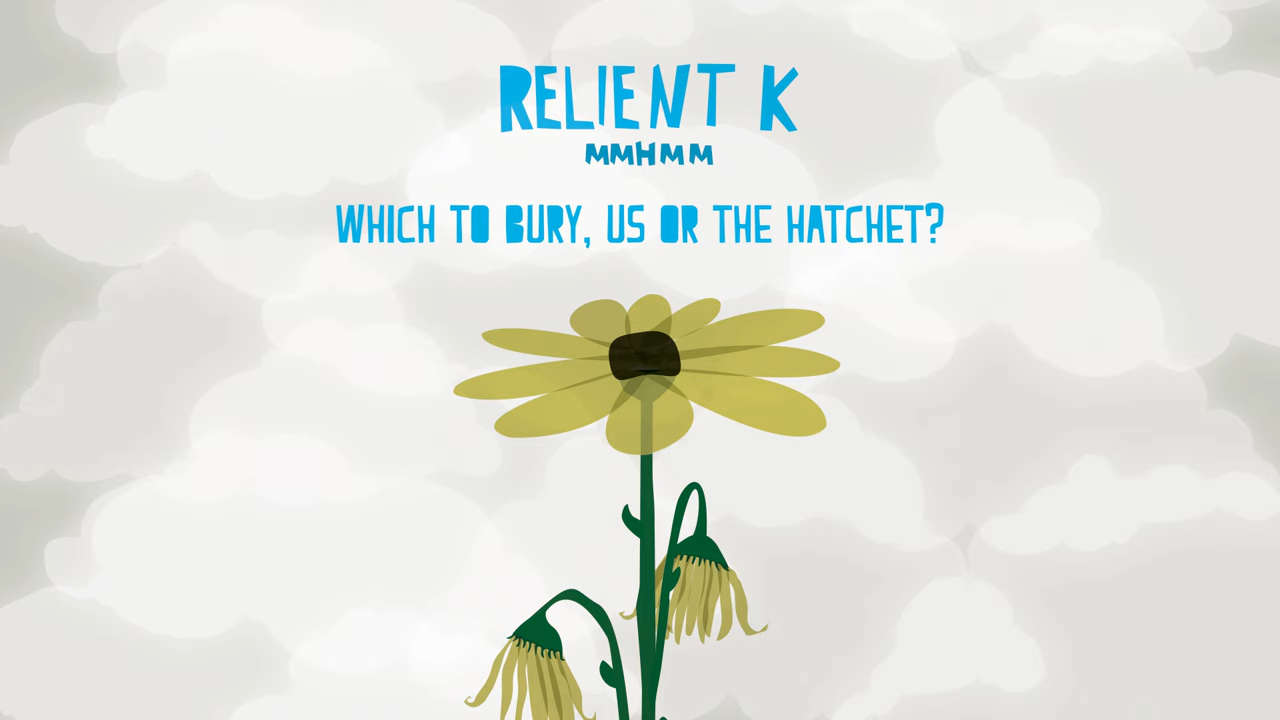 RELIENT K
MMHMM
WHICH TO BURY, US OR THE HATCHET?